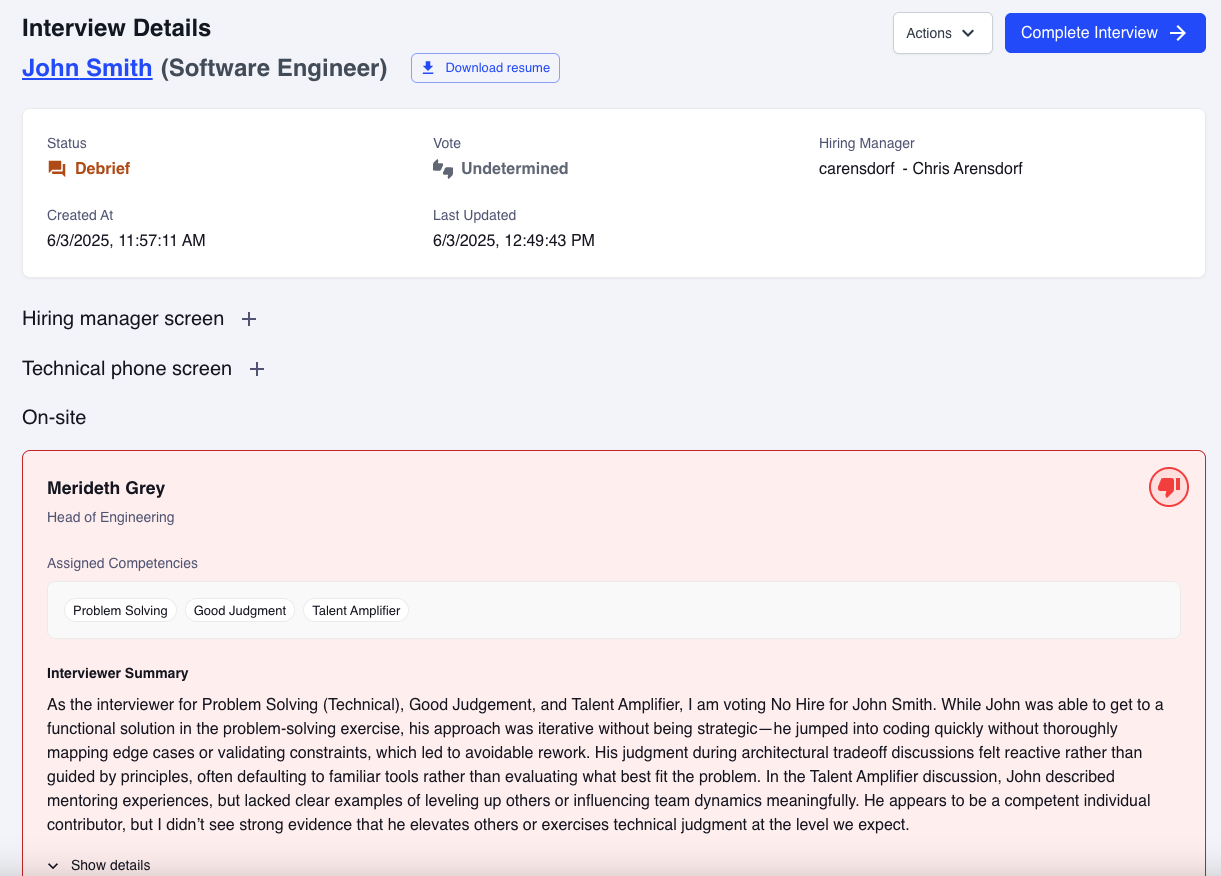 Interview Details
Actions
Complete Interview
John Smith (Software Engineer)
Download resume
Status
Vote
Hiring Manager
Debrief
Undetermined
carensdorf - Chris Arensdorf
Created At
Last Updated
6/3/2025, 11:57:11 AM
6/3/2025, 12:49:43 PM
Hiring manager screen
Technical phone screen
On-site
Merideth Grey
Head of Engineering
Assigned Competencies
Problem Solving
Good Judgment
Talent Amplifier
Interviewer Summary
As the interviewer for Problem Solving (Technical), Good Judgement, and Talent Amplifier, I am voting No Hire for John Smith. While John was able to get to a
functional solution in the problem-solving exercise, his approach was iterative without being strategic—he jumped into coding quickly without thoroughly
mapping edge cases or validating constraints, which led to avoidable rework. His judgment during architectural tradeoff discussions felt reactive rather than
guided by principles, often defaulting to familiar tools rather than evaluating what best fit the problem. In the Talent Amplifier discussion, John described
mentoring experiences, but lacked clear examples of leveling up others or influencing team dynamics meaningfully. He appears to be a competent individual
contributor, but I didn’t see strong evidence that he elevates others or exercises technical judgment at the level we expect.
Show details